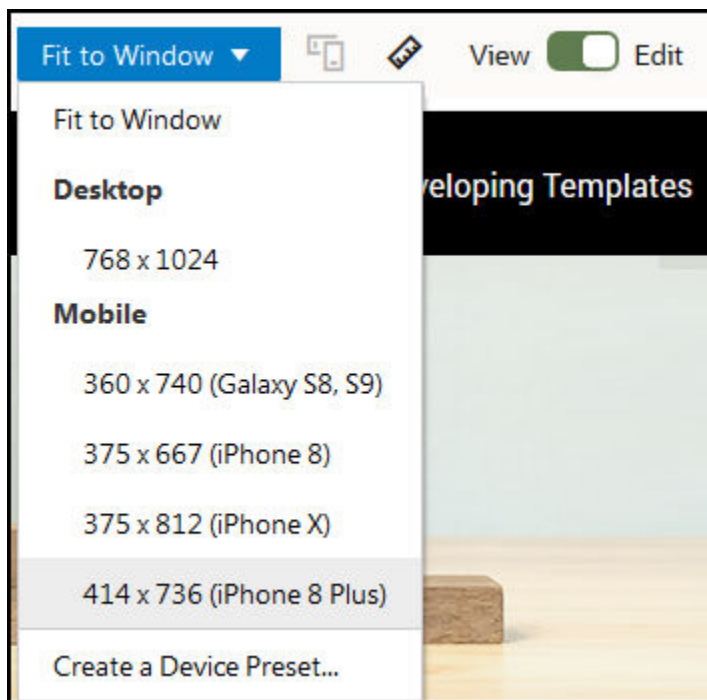 Fit to Window
View
Edit
Fit to Window
Desktop
veloping Templates
768 x 1024
Mobile
360 x 740 (Galaxy S8, S9)
375 x 667 (iPhone 8)
375 x 812 (iPhone X)
414 x 736 (iPhone 8 Plus)
Create a Device Preset...